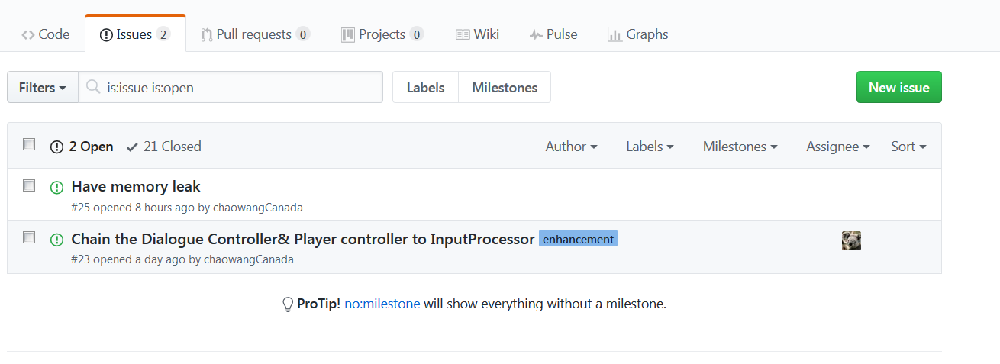 Code Issues 2 Pull requests 0 Projects 0 Wiki Pulse Graphs
Filters is:issue is:open Labels Milestones New issue
2 Open 21 Closed Author Labels Milestones Assignee Sort
Have memory leak
#25 opened 8 hours ago by chaowangCanada
Chain the Dialogue Controller& Player controller to InputProcessor enhancement
#23 opened a day ago by chaowangCanada
ProTip! no:milestone will show everything without a milestone.